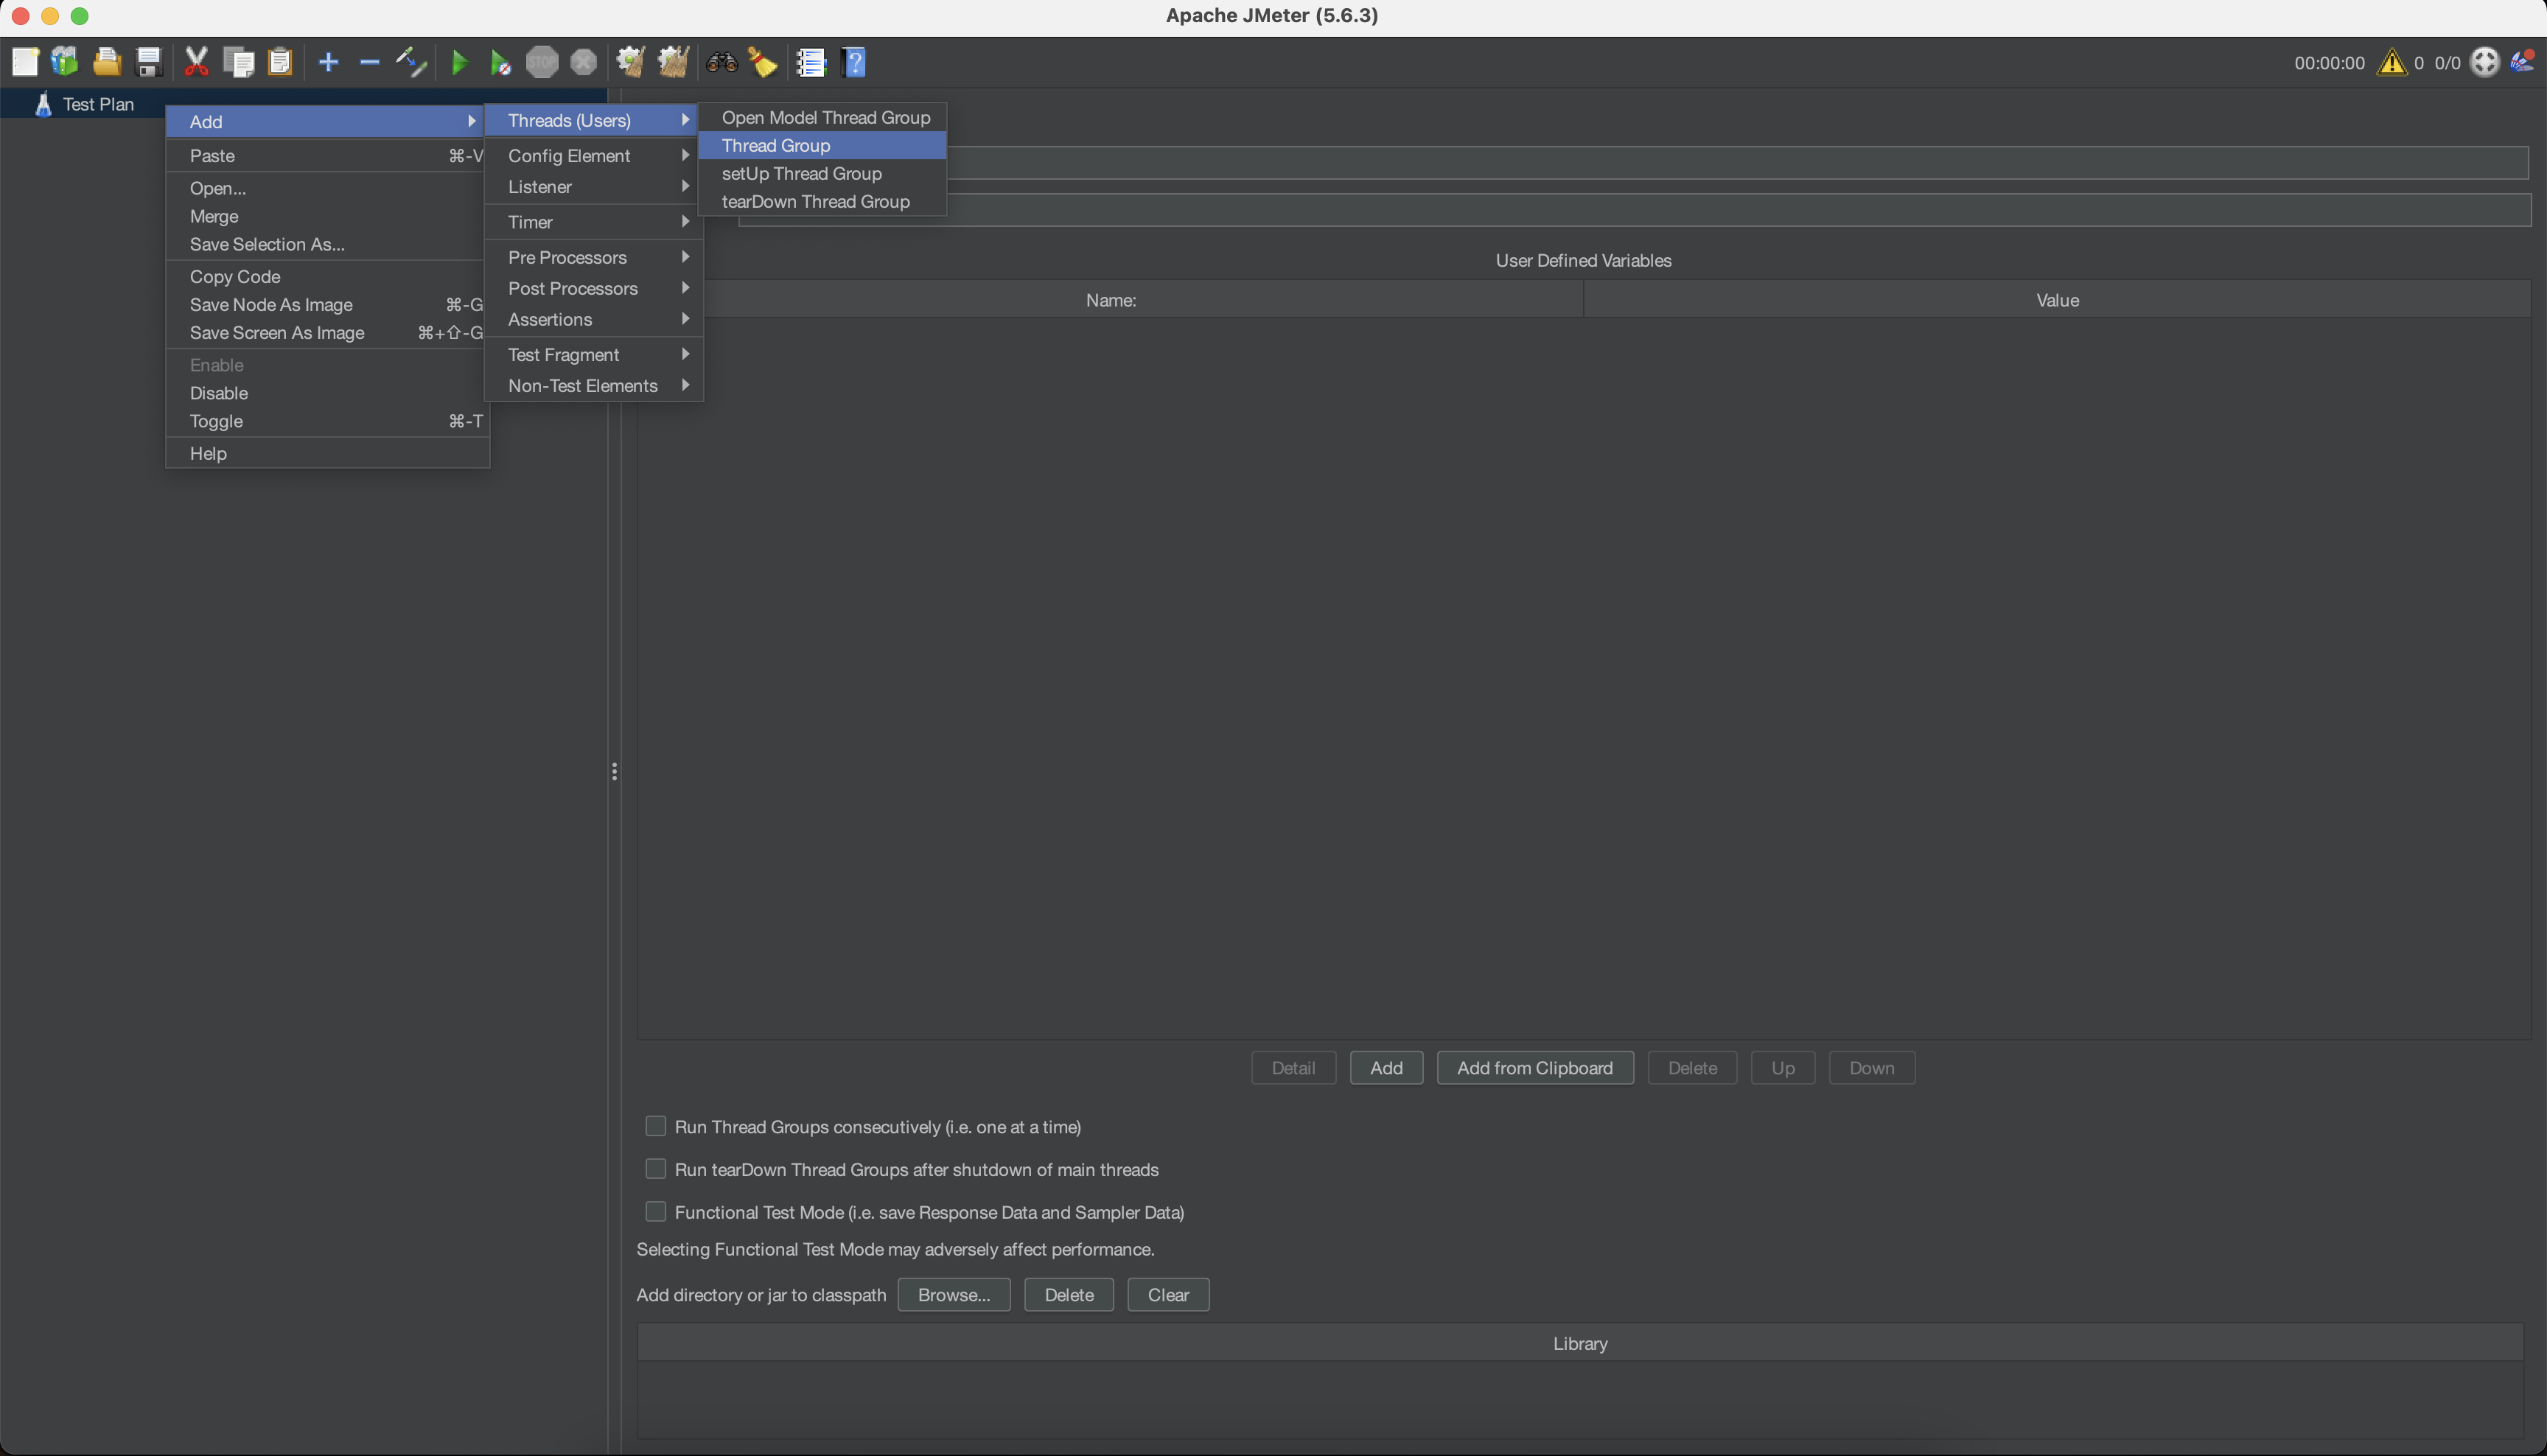 Apache JMeter (5.6.3)
STOP
?
00:00:00 0 0/0
Test Plan
Add
Paste ⌘-V
Open...
Merge
Save Selection As...
Copy Code
Save Node As Image ⌘-G
Save Screen As Image ⌘+⇧-G
Enable
Disable
Toggle ⌘-T
Help
Threads (Users)
Config Element
Listener
Timer
Pre Processors
Post Processors
Assertions
Test Fragment
Non-Test Elements
Open Model Thread Group
Thread Group
setUp Thread Group
tearDown Thread Group
User Defined Variables
Name: Value
Detail Add Add from Clipboard Delete Up Down
Run Thread Groups consecutively (i.e. one at a time)
Run tearDown Thread Groups after shutdown of main threads
Functional Test Mode (i.e. save Response Data and Sampler Data)
Selecting Functional Test Mode may adversely affect performance.
Add directory or jar to classpath Browse... Delete Clear
Library